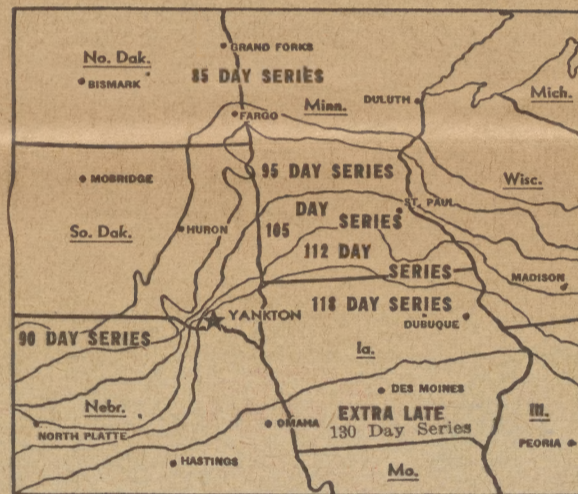 GRAND FORKS
No. Dak.
85 DAY SERIES
BISMARK
Mich.
Minn.
DULUTH
FARGO
95 DAY SERIES
MOBRIDGE
Wisc.
DAY
ST. PAUL
105
SERIES
HURON
So. Dak.
112 DAY
SERIES
MADISON
118 DAY SERIES
YANKTON
DUBUQUE
90 DAY SERIES
Ia.
DES MOINES
Nebr.
EXTRA LATE
Ill.
OMAHA
130 Day Series
NORTH PLATTE
PEORIA
HASTINGS
Mo.